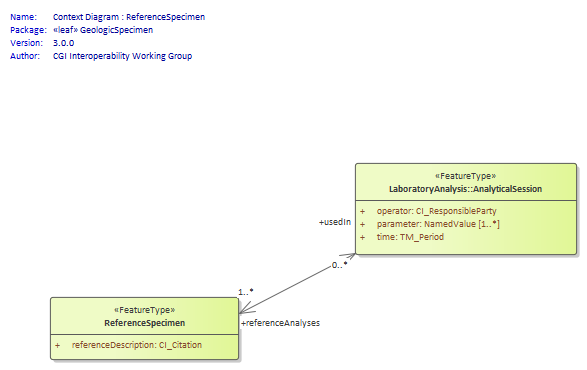 Name: Context Diagram : ReferenceSpecimen
Package: «leaf» GeologicSpecimen
Version: 3.0.0
Author: CGI Interoperability Working Group
«FeatureType»
LaboratoryAnalysis::AnalyticalSession
+ operator: CI_ResponsibleParty
+ parameter: NamedValue [1..*]
+ time: TM_Period
+usedIn
0..*
1..*
+referenceAnalyses
«FeatureType»
ReferenceSpecimen
+ referenceDescription: CI_Citation